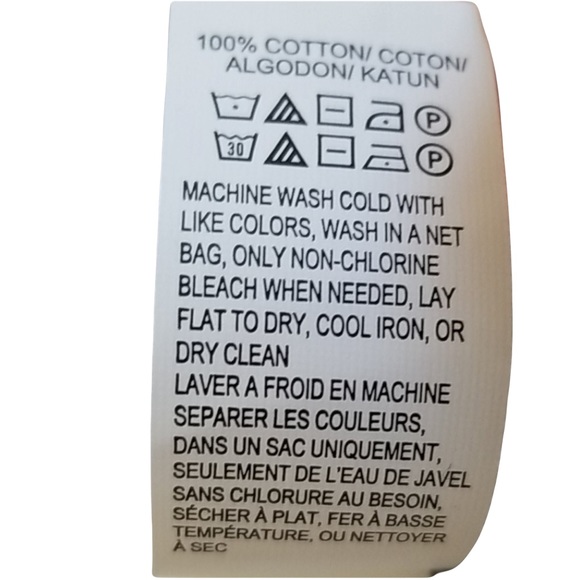 100% COTTON/ COTON/
ALGODON/ KATUN
P
30 P
MACHINE WASH COLD WITH
LIKE COLORS, WASH IN A NET
BAG, ONLY NON-CHLORINE
BLEACH WHEN NEEDED, LAY
FLAT TO DRY, COOL IRON, OR
DRY CLEAN
LAVER A FROID EN MACHINE
SEPARER LES COULEURS,
DANS UN SAC UNIQUEMENT,
SEULEMENT DE L'EAU DE JAVEL
SANS CHLORURE AU BESOIN,
SÉCHER À PLAT, FER À BASSE
TEMPÉRATURE, OU NETTOYER
À SEC